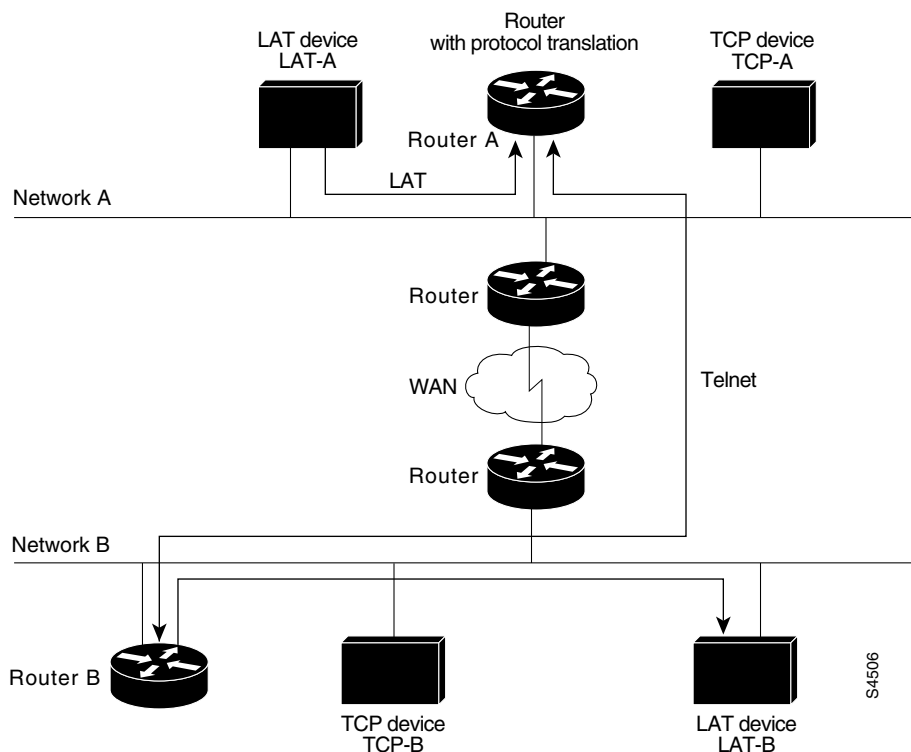 Router
with protocol translation
LAT device
LAT-A
TCP device
TCP-A
Router A
LAT
Network A
Router
WAN
Telnet
Router
Network B
Router B
TCP device
TCP-B
LAT device
LAT-B
S4506